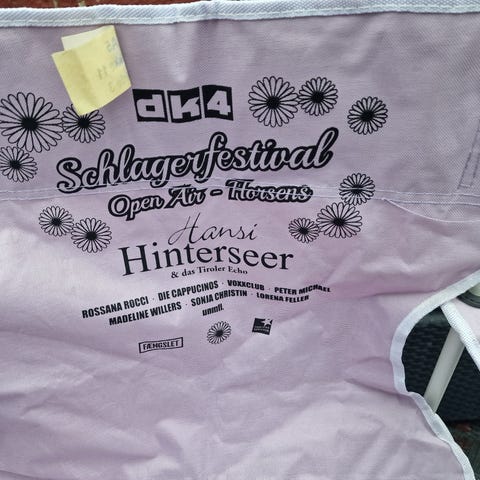 dk4
Schlagerfestival
Open Air - Horsens
Hansi
Hinterseer
& das Tiroler Echo
ROSSANA ROCCI · DIE CAPPUCINOS · VOXXCLUB · PETER MICHAEL
MADELINE WILLERS · SONJA CHRISTIN · LORENA FELLER
unmfl.
FÆNGSLET